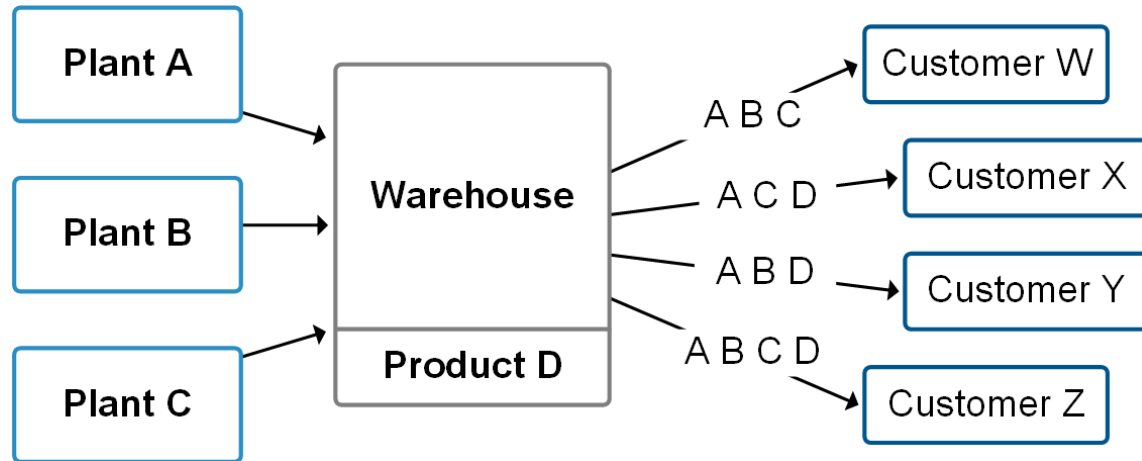 Plant A
Plant B
Plant C
Warehouse
Product D
A B C
A C D
A B D
A B C D
Customer W
Customer X
Customer Y
Customer Z